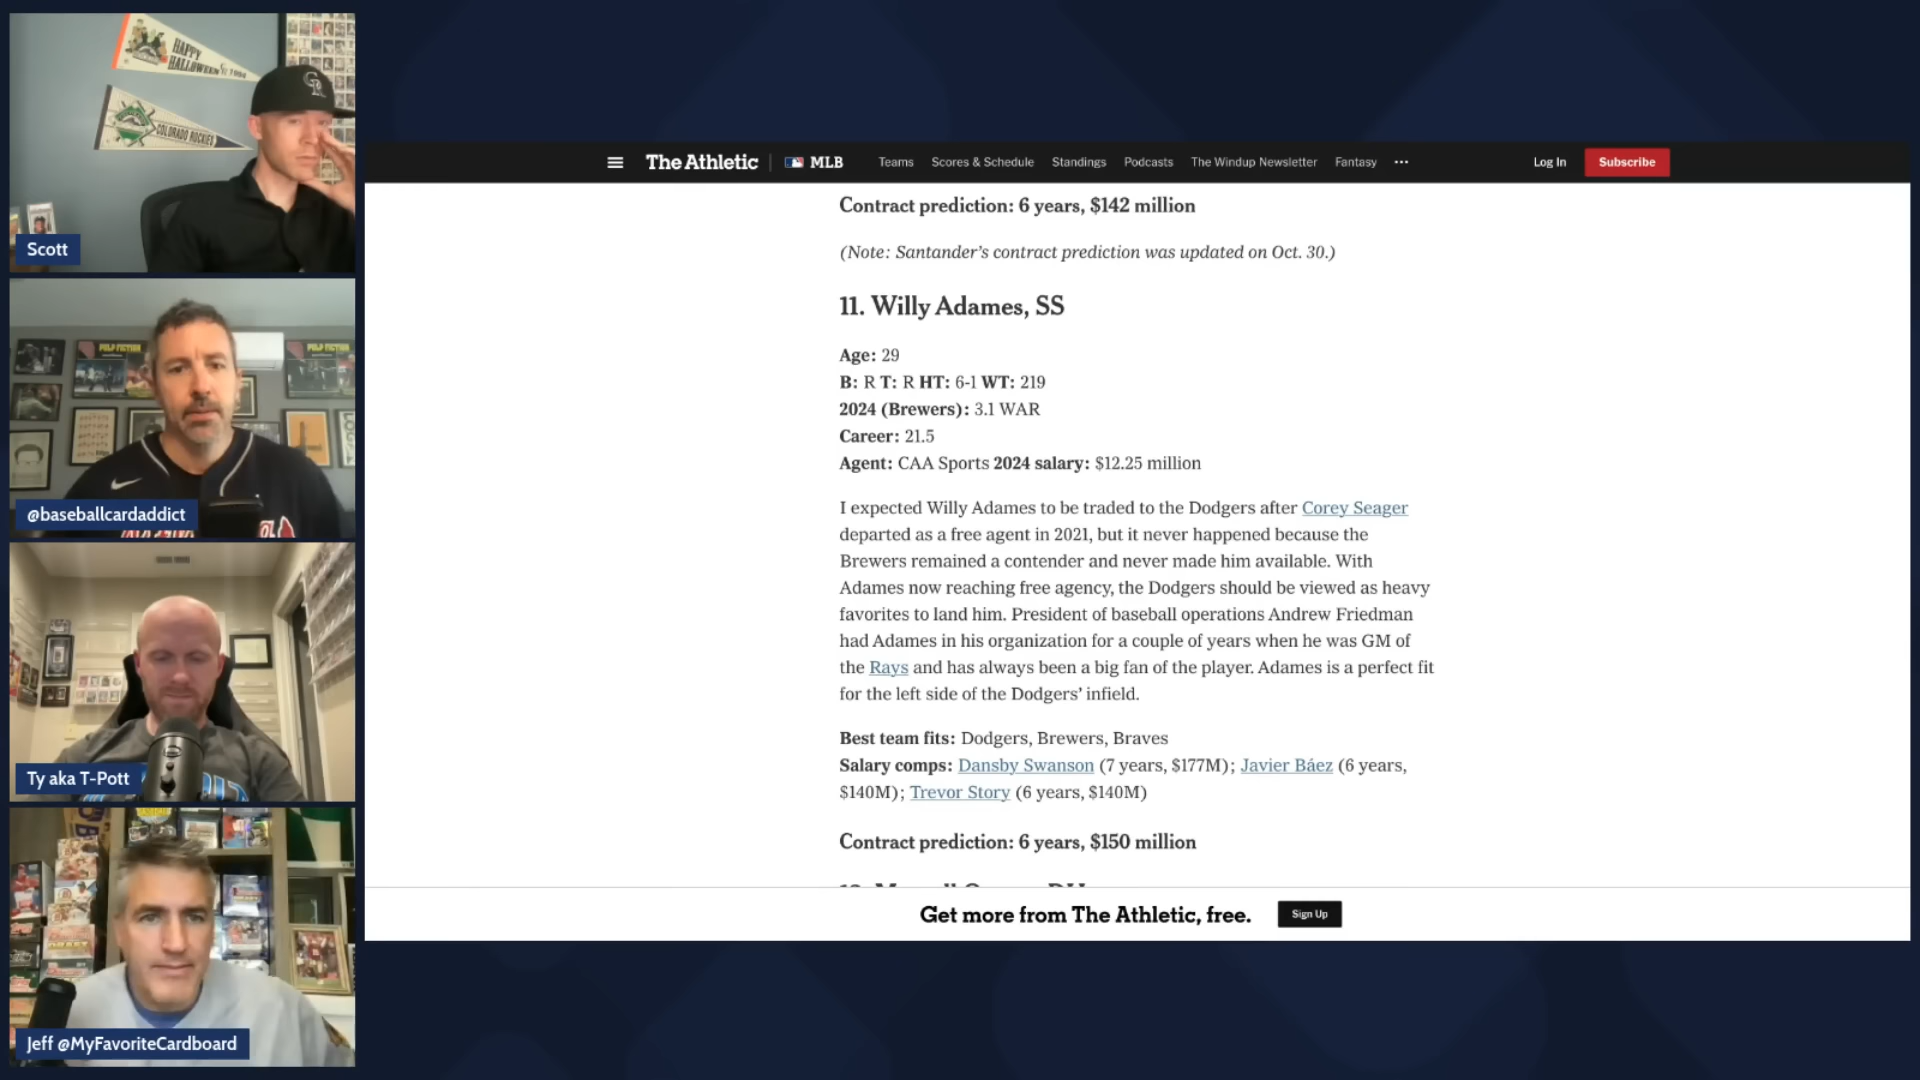 HAPPY
HALLOWEEN
1994
COLORADO ROCKIES
CR
Scott
PULP FICTION
PULP FICTION
@baseballcardaddict
Ty aka T-Pott
Jeff @MyFavoriteCardboard
The Athletic
MLB
Teams
Scores & Schedule
Standings
Podcasts
The Windup Newsletter
Fantasy
Log In
Subscribe
Contract prediction: 6 years, $142 million
(Note: Santander’s contract prediction was updated on Oct. 30.)
11. Willy Adames, SS
Age: 29
B: R T: R HT: 6-1 WT: 219
2024 (Brewers): 3.1 WAR
Career: 21.5
Agent: CAA Sports 2024 salary: $12.25 million
I expected Willy Adames to be traded to the Dodgers after Corey Seager
departed as a free agent in 2021, but it never happened because the
Brewers remained a contender and never made him available. With
Adames now reaching free agency, the Dodgers should be viewed as heavy
favorites to land him. President of baseball operations Andrew Friedman
had Adames in his organization for a couple of years when he was GM of
the Rays and has always been a big fan of the player. Adames is a perfect fit
for the left side of the Dodgers’ infield.
Best team fits: Dodgers, Brewers, Braves
Salary comps: Dansby Swanson (7 years, $177M); Javier Báez (6 years,
$140M); Trevor Story (6 years, $140M)
Contract prediction: 6 years, $150 million
Get more from The Athletic, free.
Sign Up